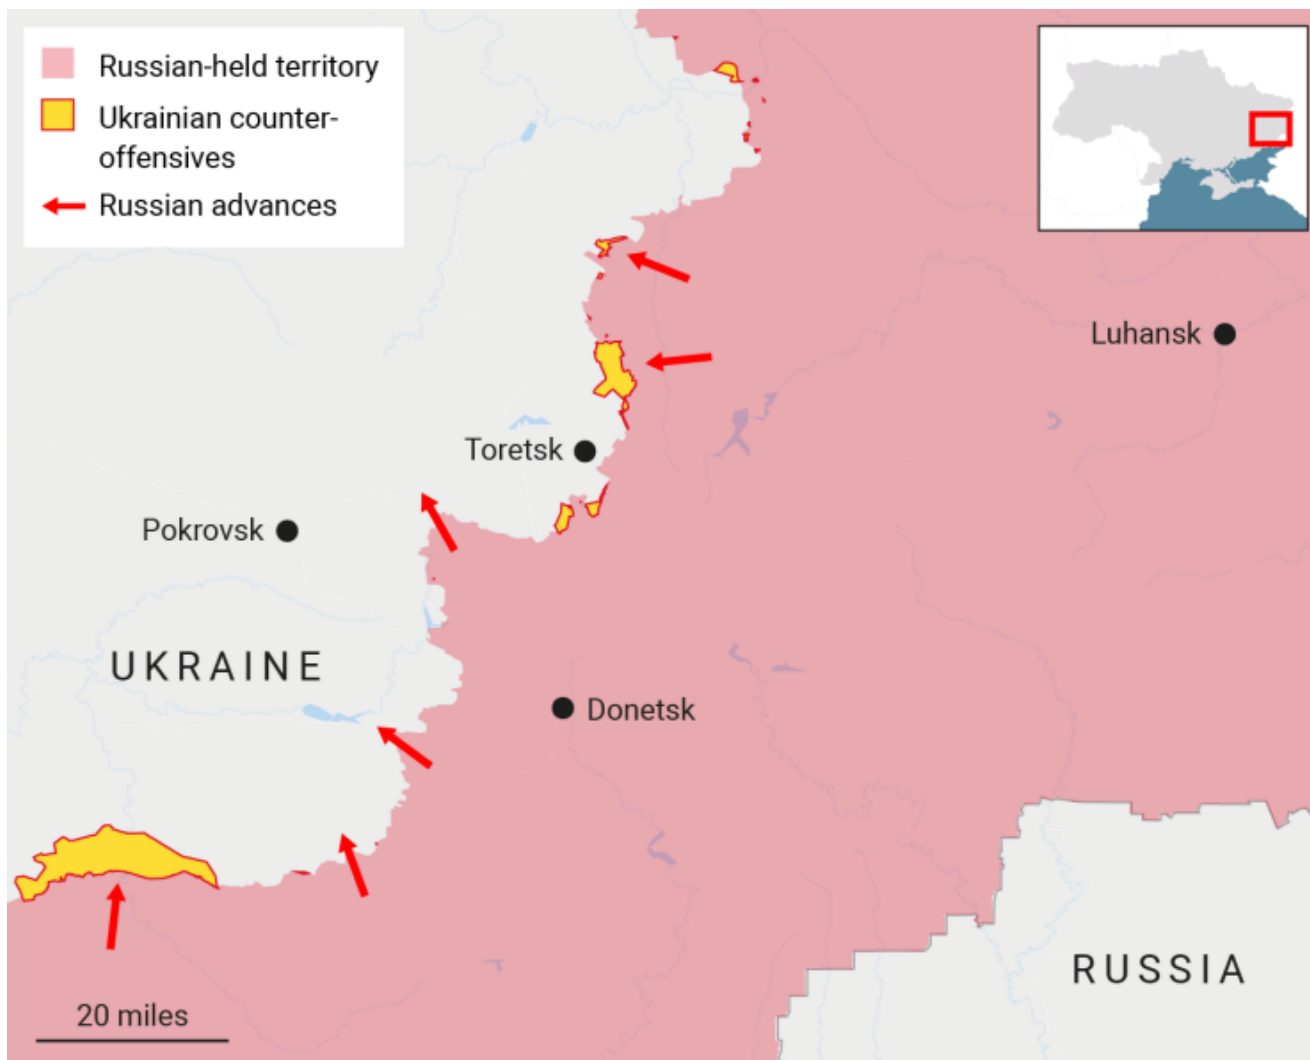 Russian-held territory
Ukrainian counter-
offensives
Russian advances
Luhansk
Toretsk
Pokrovsk
UKRAINE
Donetsk
RUSSIA
20 miles